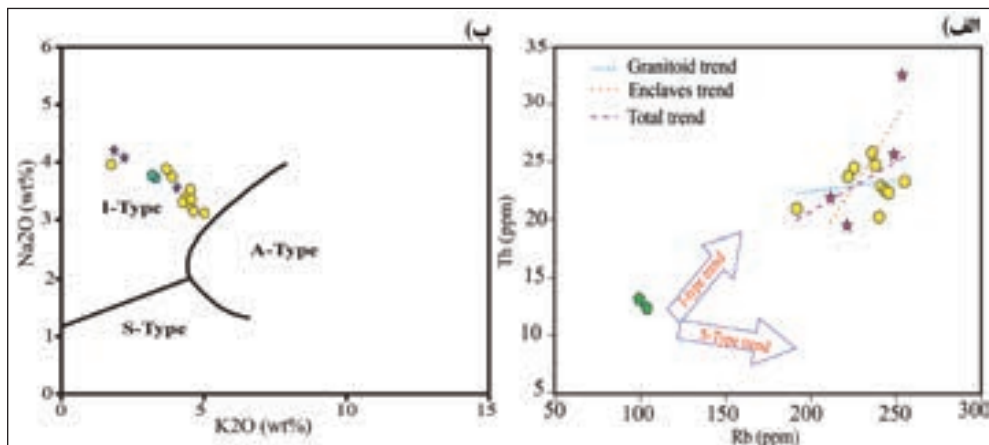 ب)
6
5
4
3
2
1
0
Na2O (wt%)
I-Type
A-Type
S-Type
0
5
10
15
K2O (wt%)
الف)
Granitoid trend
Enclaves trend
Total trend
35
30
25
20
15
10
5
Th (ppm)
I-type trend
S-Type trend
50
100
150
200
250
300
Rb (ppm)